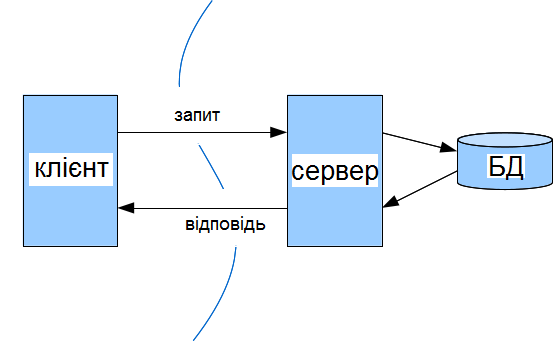 запит
клієнт
сервер
БД
відповідь